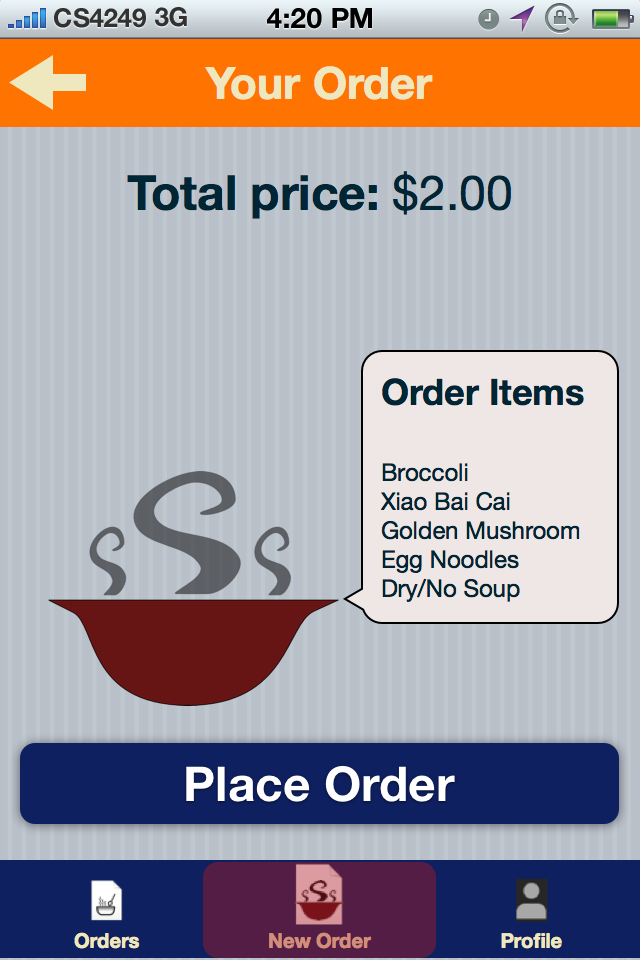 CS4249 3G 4:20 PM
Your Order
Total price: $2.00
Order Items
Broccoli
Xiao Bai Cai
Golden Mushroom
Egg Noodles
Dry/No Soup
Place Order
Orders New Order Profile